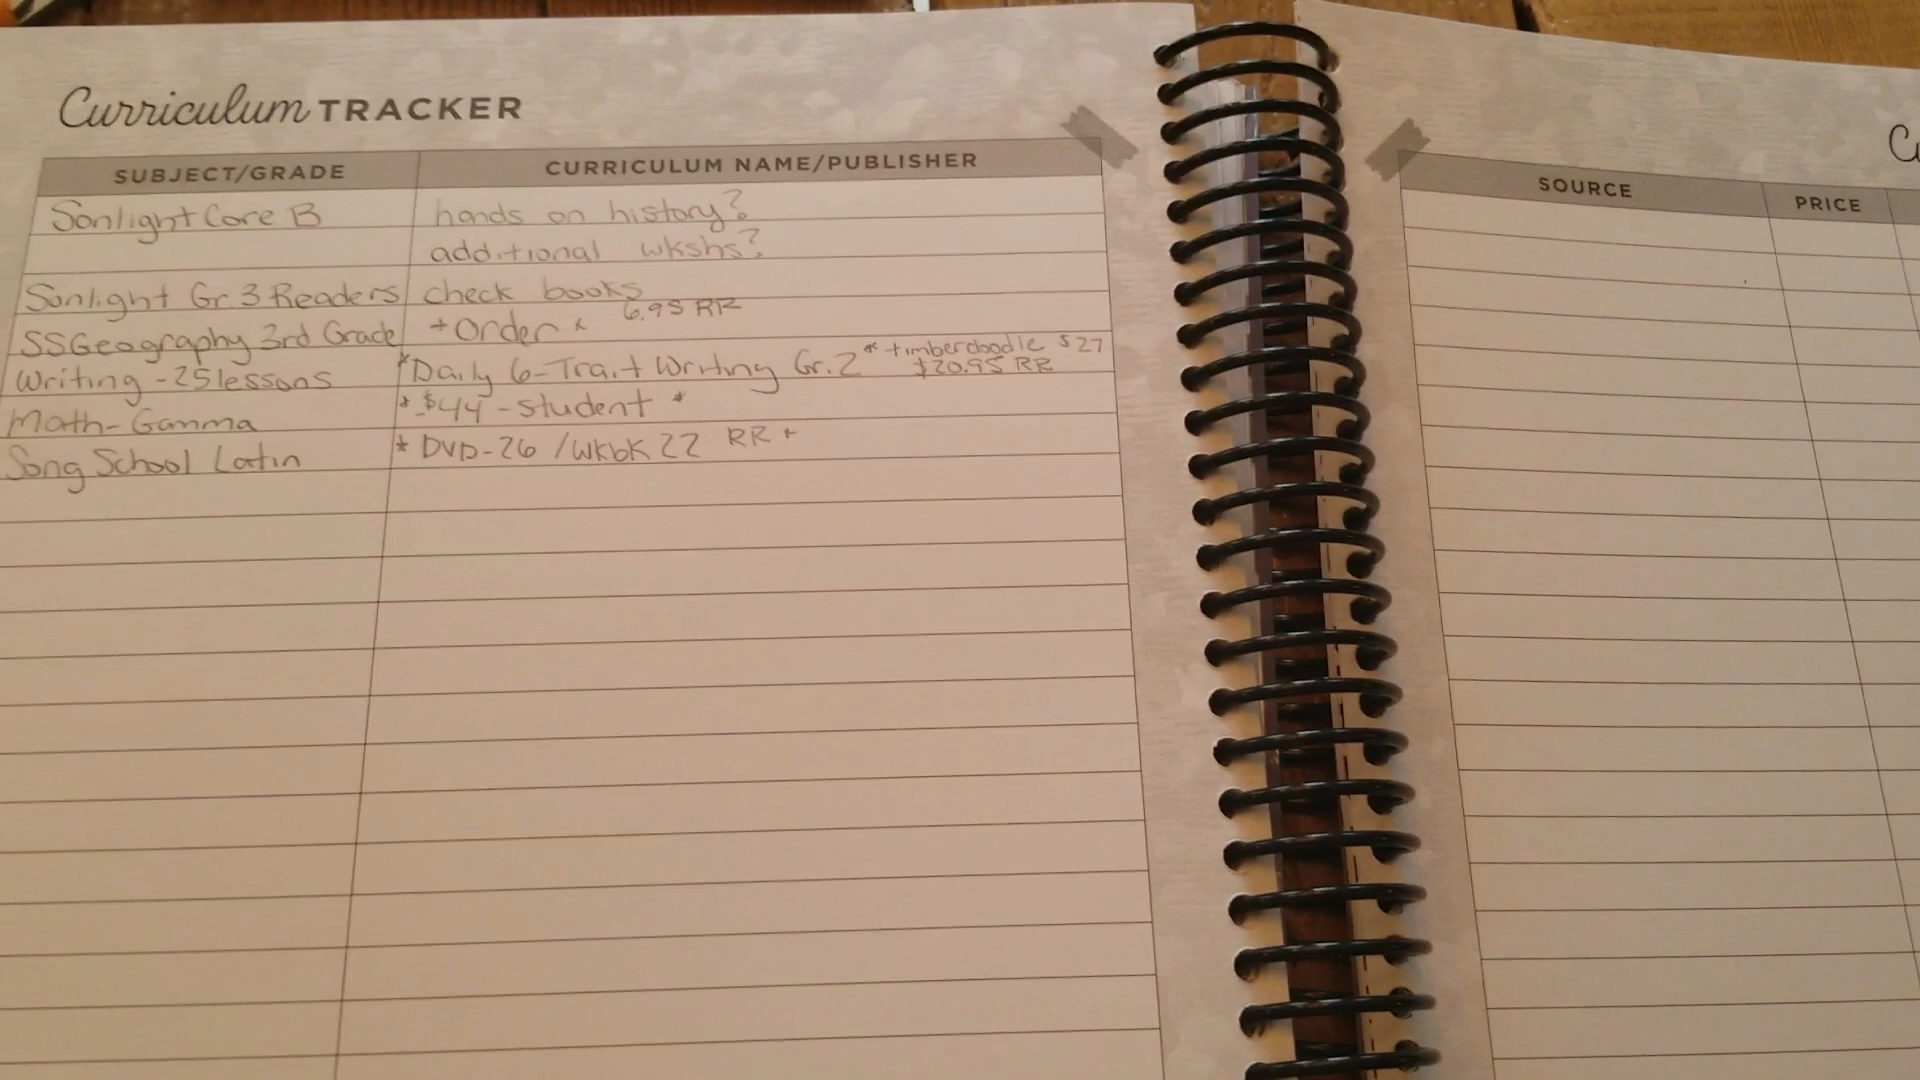 Curriculum TRACKER
SUBJECT/GRADE CURRICULUM NAME/PUBLISHER
Sonlight Core B hands on history?
additional wkshs?
Sonlight Gr. 3 Readers check books
6.95 RR
SSGeography 3rd Grade *Order*
*timberdoodle $27
Writing - 25 lessons *Daily 6-Trait Writing Gr. 2 $20.95 RR
Math - Gamma *$44 - student *
Song School Latin * DVD - 26 / wkbk 22 RR *
SOURCE PRICE